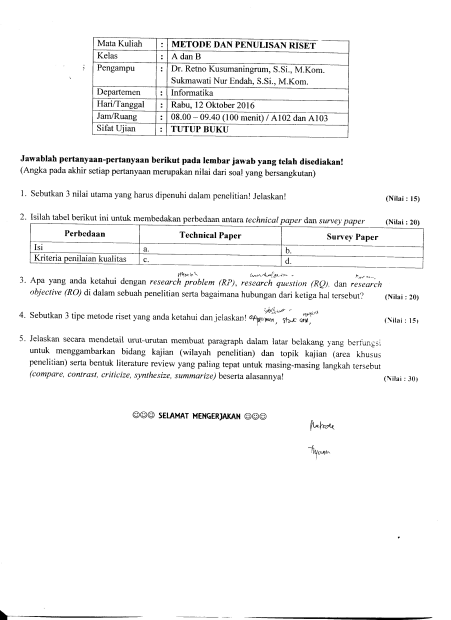 Mata Kuliah : METODE DAN PENULISAN RISET
Kelas : A dan B
Pengampu : Dr. Retno Kusumaningrum, S.Si., M.Kom.
Sukmawati Nur Endah, S.Si., M.Kom.
Departemen : Informatika
Hari/Tanggal : Rabu, 12 Oktober 2016
Jam/Ruang : 08.00 – 09.40 (100 menit) / A102 dan A103
Sifat Ujian : TUTUP BUKU
Jawablah pertanyaan-pertanyaan berikut pada lembar jawab yang telah disediakan!
(Angka pada akhir setiap pertanyaan merupakan nilai dari soal yang bersangkutan)
1. Sebutkan 3 nilai utama yang harus dipenuhi dalam penelitian! Jelaskan! (Nilai : 15)
2. Isilah tabel berikut ini untuk membedakan perbedaan antara technical paper dan survey paper (Nilai : 20)
Perbedaan Technical Paper Survey Paper
Isi a. b.
Kriteria penilaian kualitas c. d.
3. Apa yang anda ketahui dengan research problem (RP), research question (RQ), dan research
objective (RO) di dalam sebuah penelitian serta bagaimana hubungan dari ketiga hal tersebut? (Nilai : 20)
4. Sebutkan 3 tipe metode riset yang anda ketahui dan jelaskan! (Nilai : 15)
5. Jelaskan secara mendetail urut-urutan membuat paragraph dalam latar belakang yang berfungsi
untuk menggambarkan bidang kajian (wilayah penelitian) dan topik kajian (area khusus
penelitian) serta bentuk literature review yang paling tepat untuk masing-masing langkah tersebut
(compare, contrast, criticize, synthesize, summarize) beserta alasannya! (Nilai : 30)
☺☺☺ SELAMAT MENGERJAKAN ☺☺☺